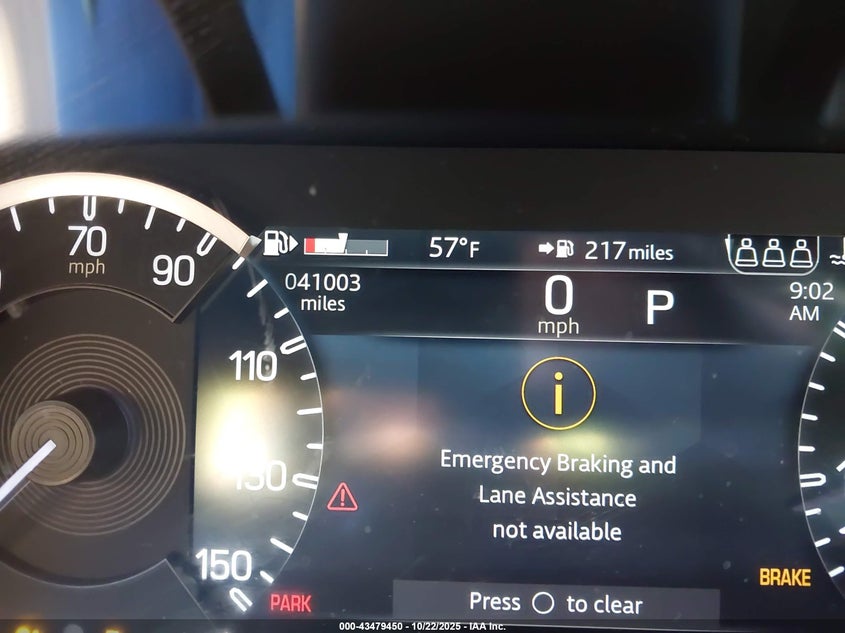 70
mph
90
57°F
217 miles
041003
miles
0
mph
P
9:02
AM
110
130
150
i
Emergency Braking and
Lane Assistance
not available
BRAKE
PARK
Press ○ to clear
000-43479450 - 10/22/2025 - IAA Inc.